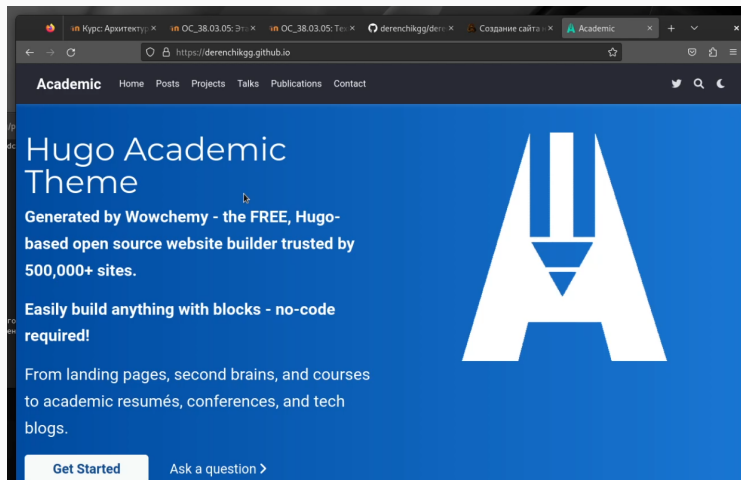 Курс: Архитектур
ОС_38.03.05: Эта
ОС_38.03.05: Тех
derenchikgg/dere
Создание сайта н
Academic
https://derenchikgg.github.io
Academic
Home
Posts
Projects
Talks
Publications
Contact
Hugo Academic
Theme
Generated by Wowchemy - the FREE, Hugo-
based open source website builder trusted by
500,000+ sites.
Easily build anything with blocks - no-code
required!
From landing pages, second brains, and courses
to academic resumés, conferences, and tech
blogs.
Get Started
Ask a question